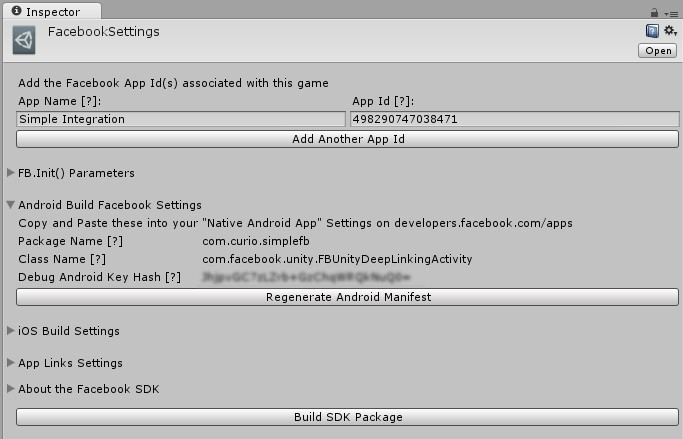 Inspector
FacebookSettings
Open
Add the Facebook App Id(s) associated with this game
App Name [?]: App Id [?]:
Simple Integration 498290747038471
Add Another App Id
FB.Init() Parameters
Android Build Facebook Settings
Copy and Paste these into your "Native Android App" Settings on developers.facebook.com/apps
Package Name [?] com.curio.simplefb
Class Name [?] com.facebook.unity.FBUnityDeepLinkingActivity
Debug Android Key Hash [?]
Regenerate Android Manifest
iOS Build Settings
App Links Settings
About the Facebook SDK
Build SDK Package